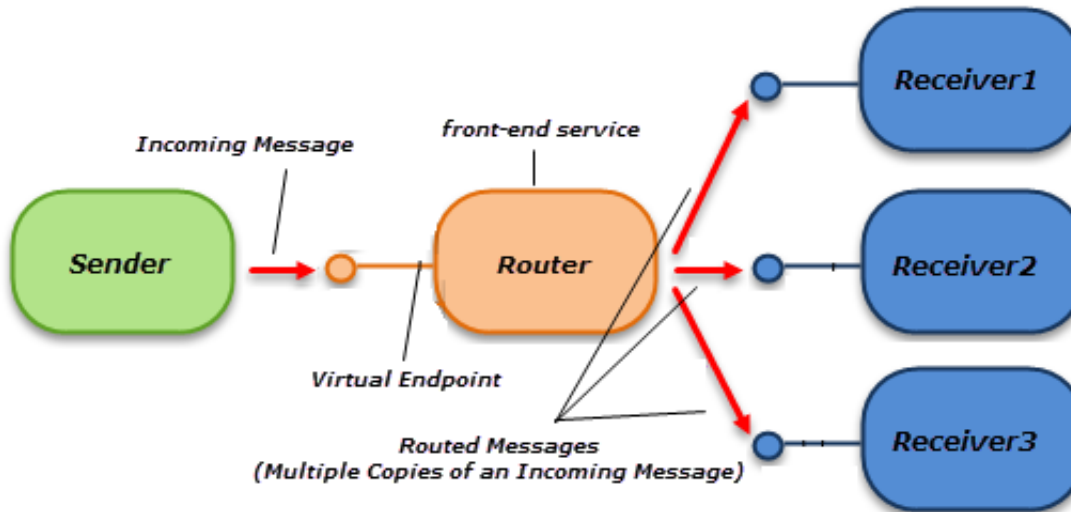 Receiver1
front-end service
Incoming Message
Sender
Router
Receiver2
Virtual Endpoint
Routed Messages
(Multiple Copies of an Incoming Message)
Receiver3